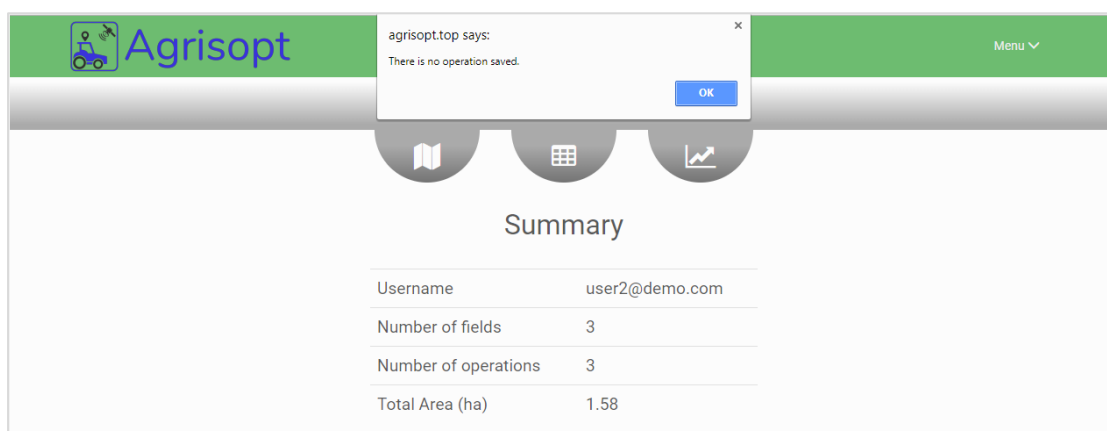 Agrisopt
agrisopt.top says:
There is no operation saved.
OK
Menu
Summary
Username user2@demo.com
Number of fields 3
Number of operations 3
Total Area (ha) 1.58